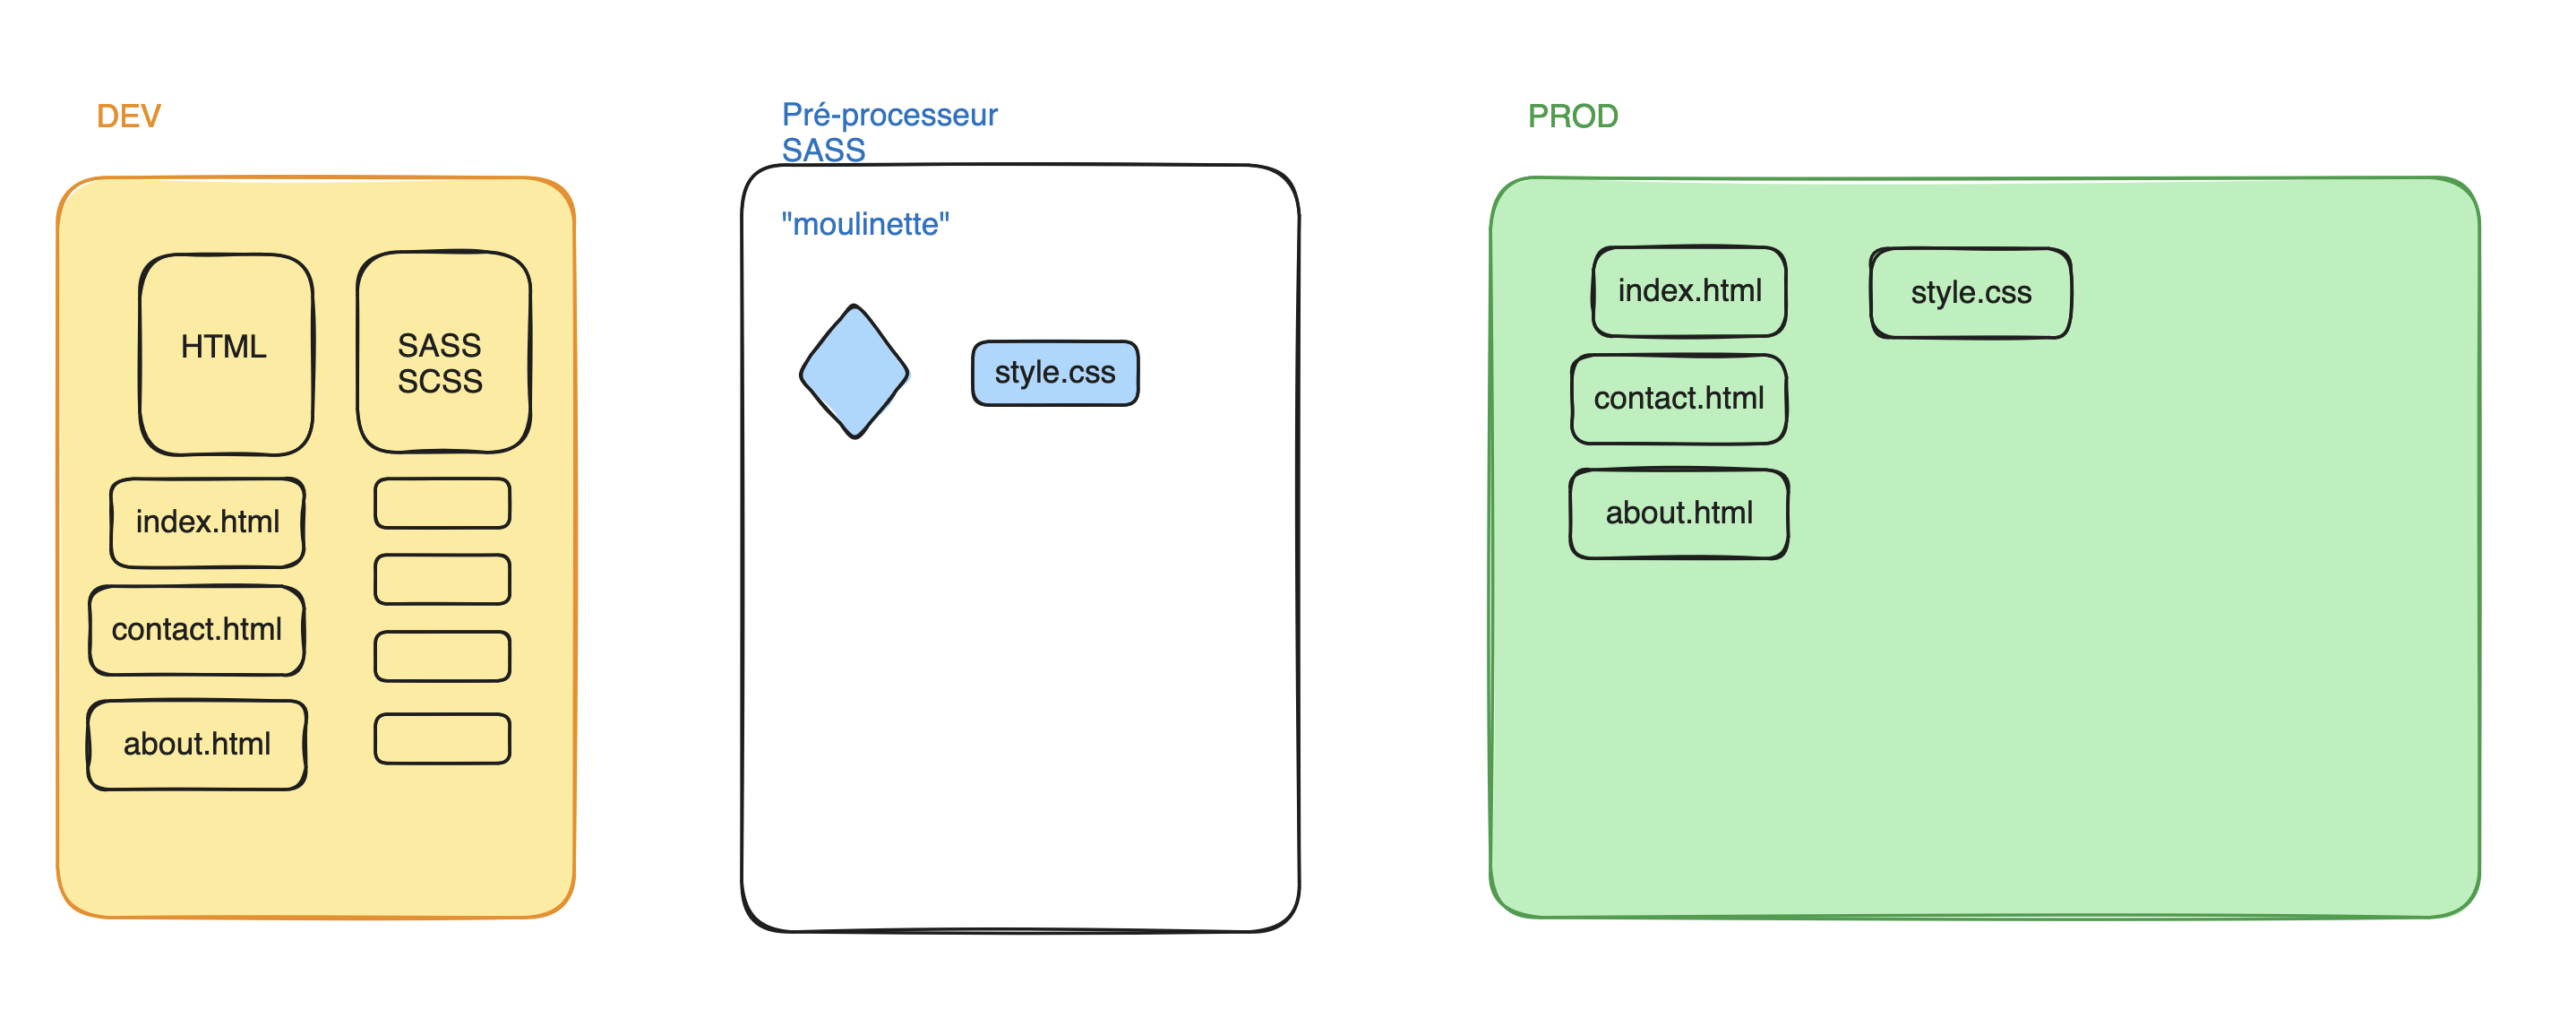 DEV
HTML
SASS
SCSS
index.html
contact.html
about.html
Pré-processeur
SASS
"moulinette"
style.css
PROD
index.html
style.css
contact.html
about.html